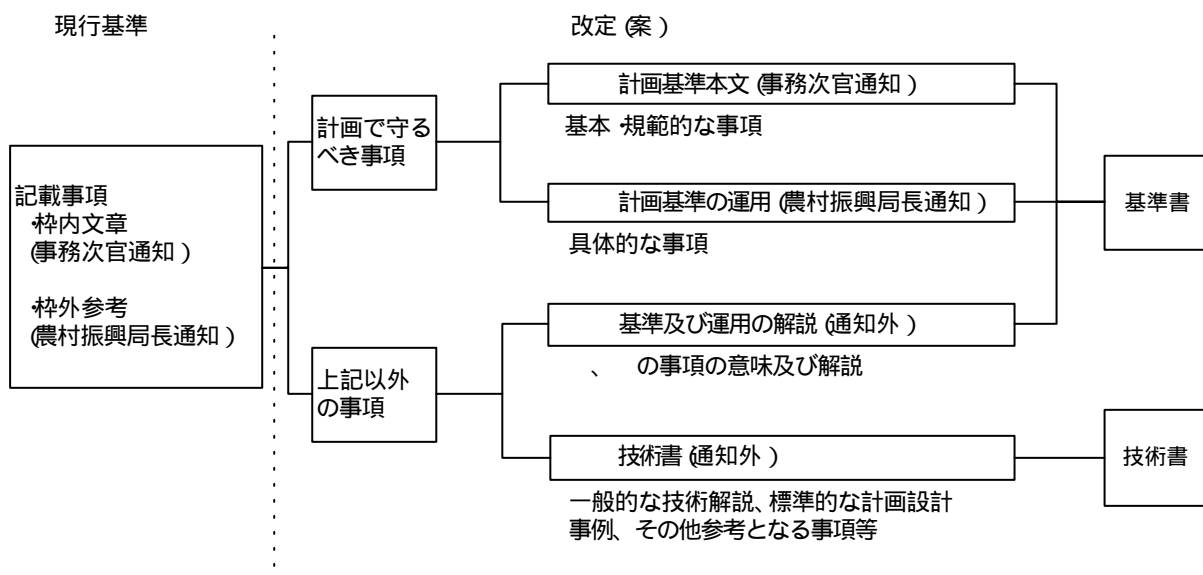 現行基準
改定（案）
記載事項
・枠内文章
（事務次官通知）
・枠外参考
（農村振興局長通知）
計画で守る
べき事項
計画基準本文（事務次官通知）
基本・規範的な事項
計画基準の運用（農村振興局長通知）
具体的な事項
基準書
上記以外
の事項
基準及び運用の解説（通知外）
、　の事項の意味及び解説
技術書（通知外）
一般的な技術解説、標準的な計画設計
事例、その他参考となる事項等
技術書